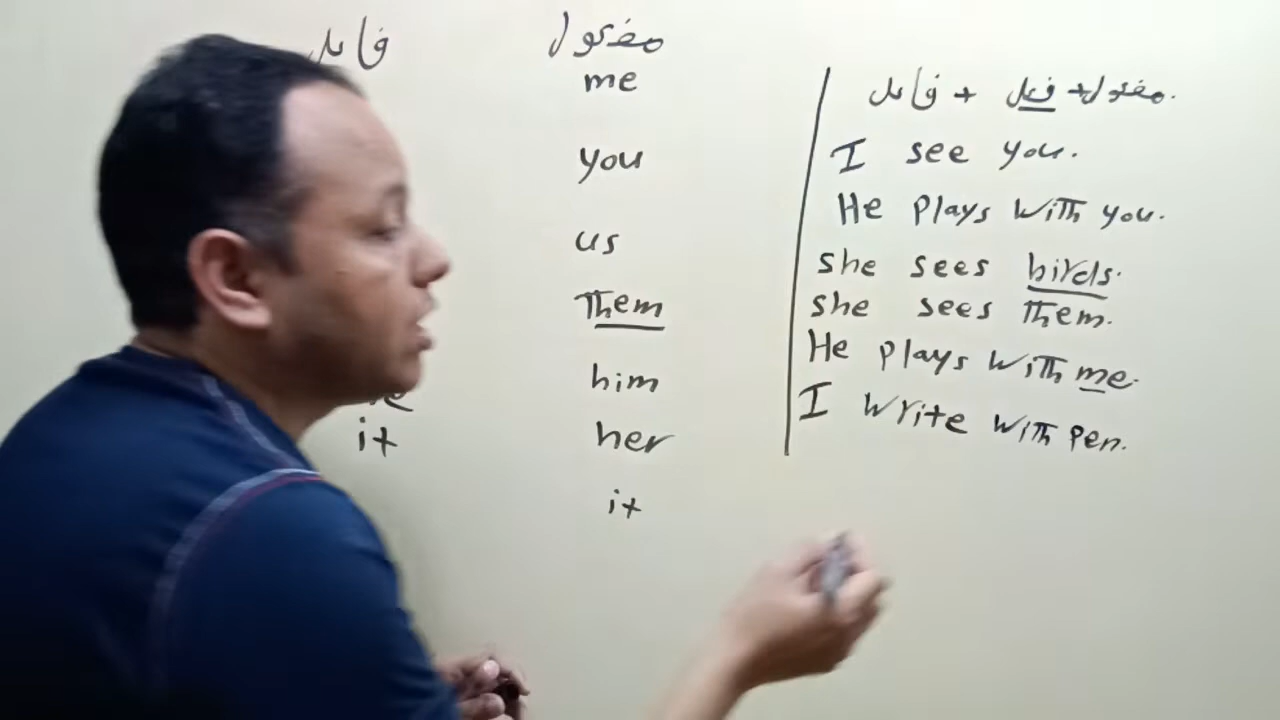 فاعل
it
مفعول
me
you
us
Them
him
her
it
فاعل + فعل + مفعول.
I see you.
He plays with you.
she sees birds.
she sees Them.
He plays with me.
I write with pen.